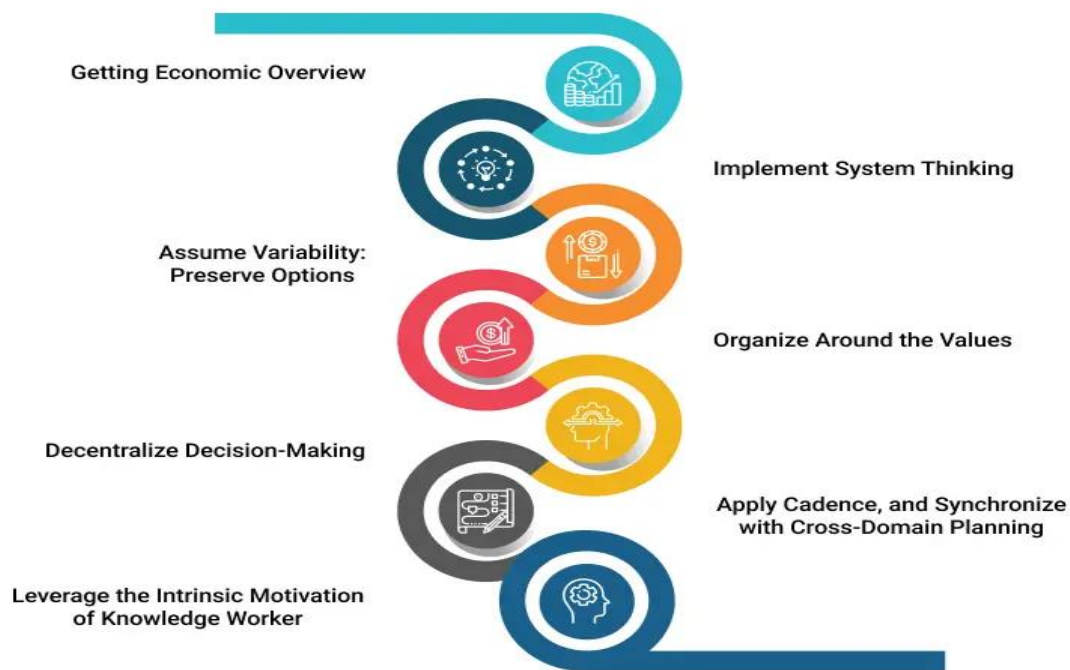 Getting Economic Overview
Implement System Thinking
Assume Variability:
Preserve Options
Organize Around the Values
Decentralize Decision-Making
Apply Cadence, and Synchronize
with Cross-Domain Planning
Leverage the Intrinsic Motivation
of Knowledge Worker